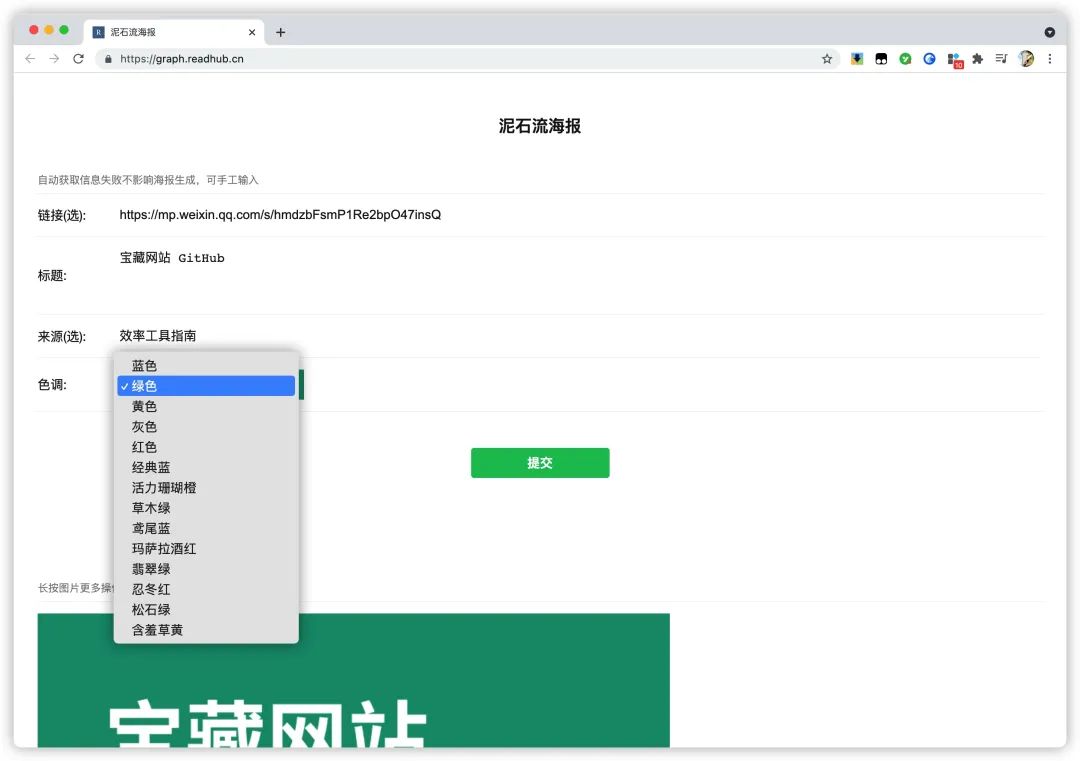 泥石流海报
https://graph.readhub.cn
10
泥石流海报
自动获取信息失败不影响海报生成，可手工输入
链接(选): https://mp.weixin.qq.com/s/hmdzbFsmP1Re2bpO47insQ
标题: 宝藏网站 GitHub
来源(选): 效率工具指南
色调:
蓝色
✓ 绿色
黄色
灰色
红色
经典蓝
活力珊瑚橙
草木绿
鸢尾蓝
玛萨拉酒红
翡翠绿
忍冬红
松石绿
含羞草黄
提交
长按图片更多操
宝藏网站